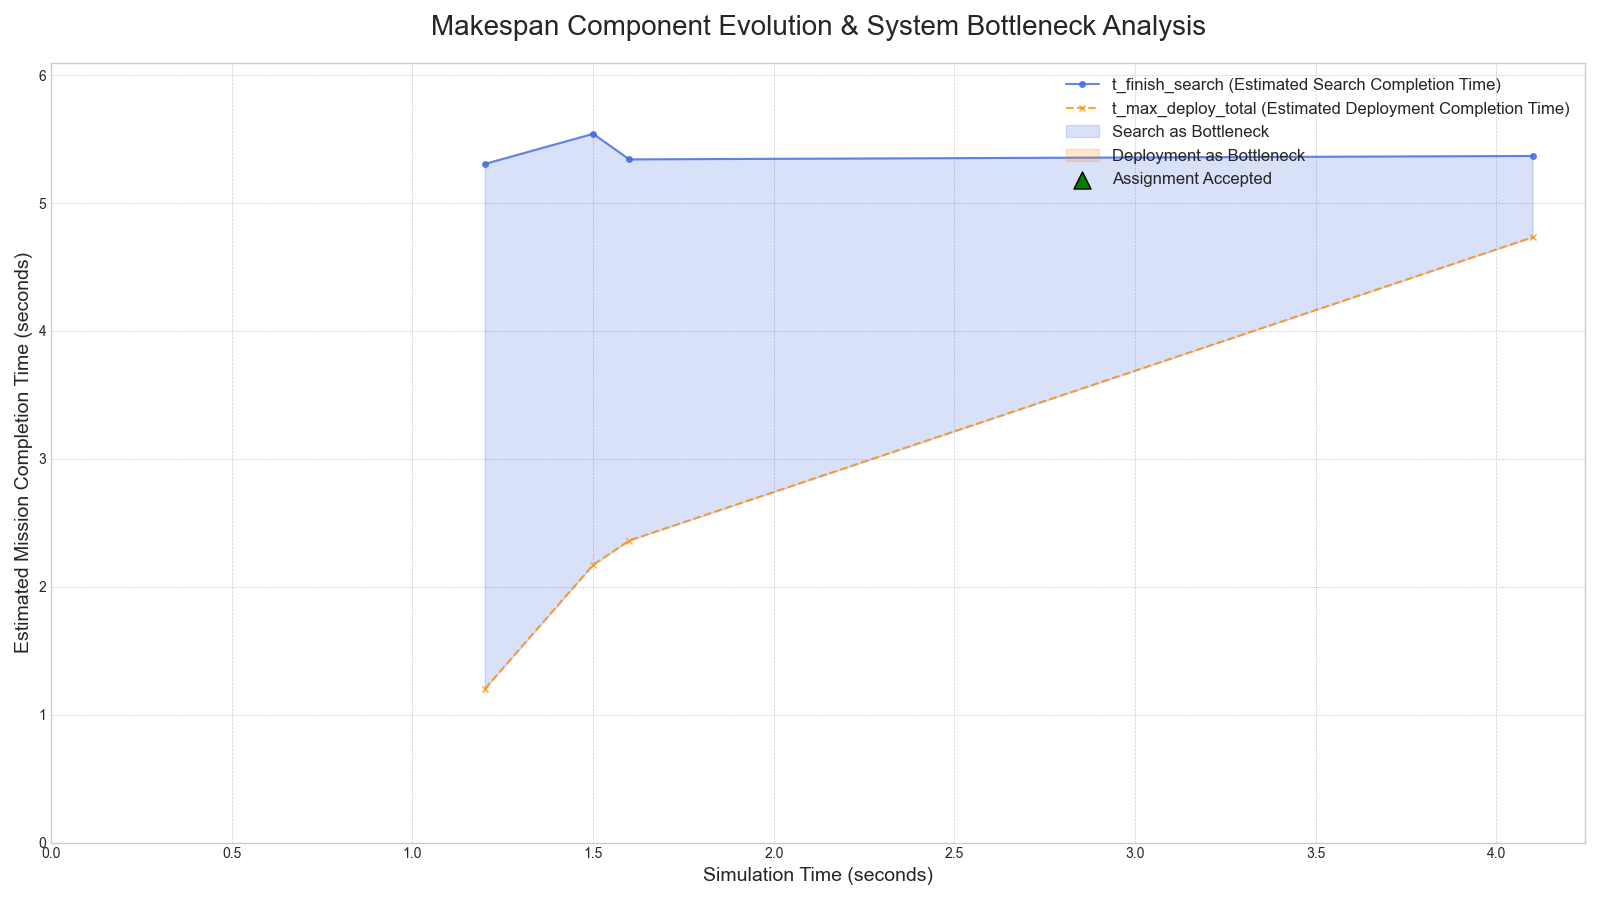 Makespan Component Evolution & System Bottleneck Analysis
t_finish_search (Estimated Search Completion Time)
t_max_deploy_total (Estimated Deployment Completion Time)
Search as Bottleneck
Deployment as Bottleneck
Assignment Accepted
Estimated Mission Completion Time (seconds)
6
5
4
3
2
1
0
0.0 0.5 1.0 1.5 2.0 2.5 3.0 3.5 4.0
Simulation Time (seconds)